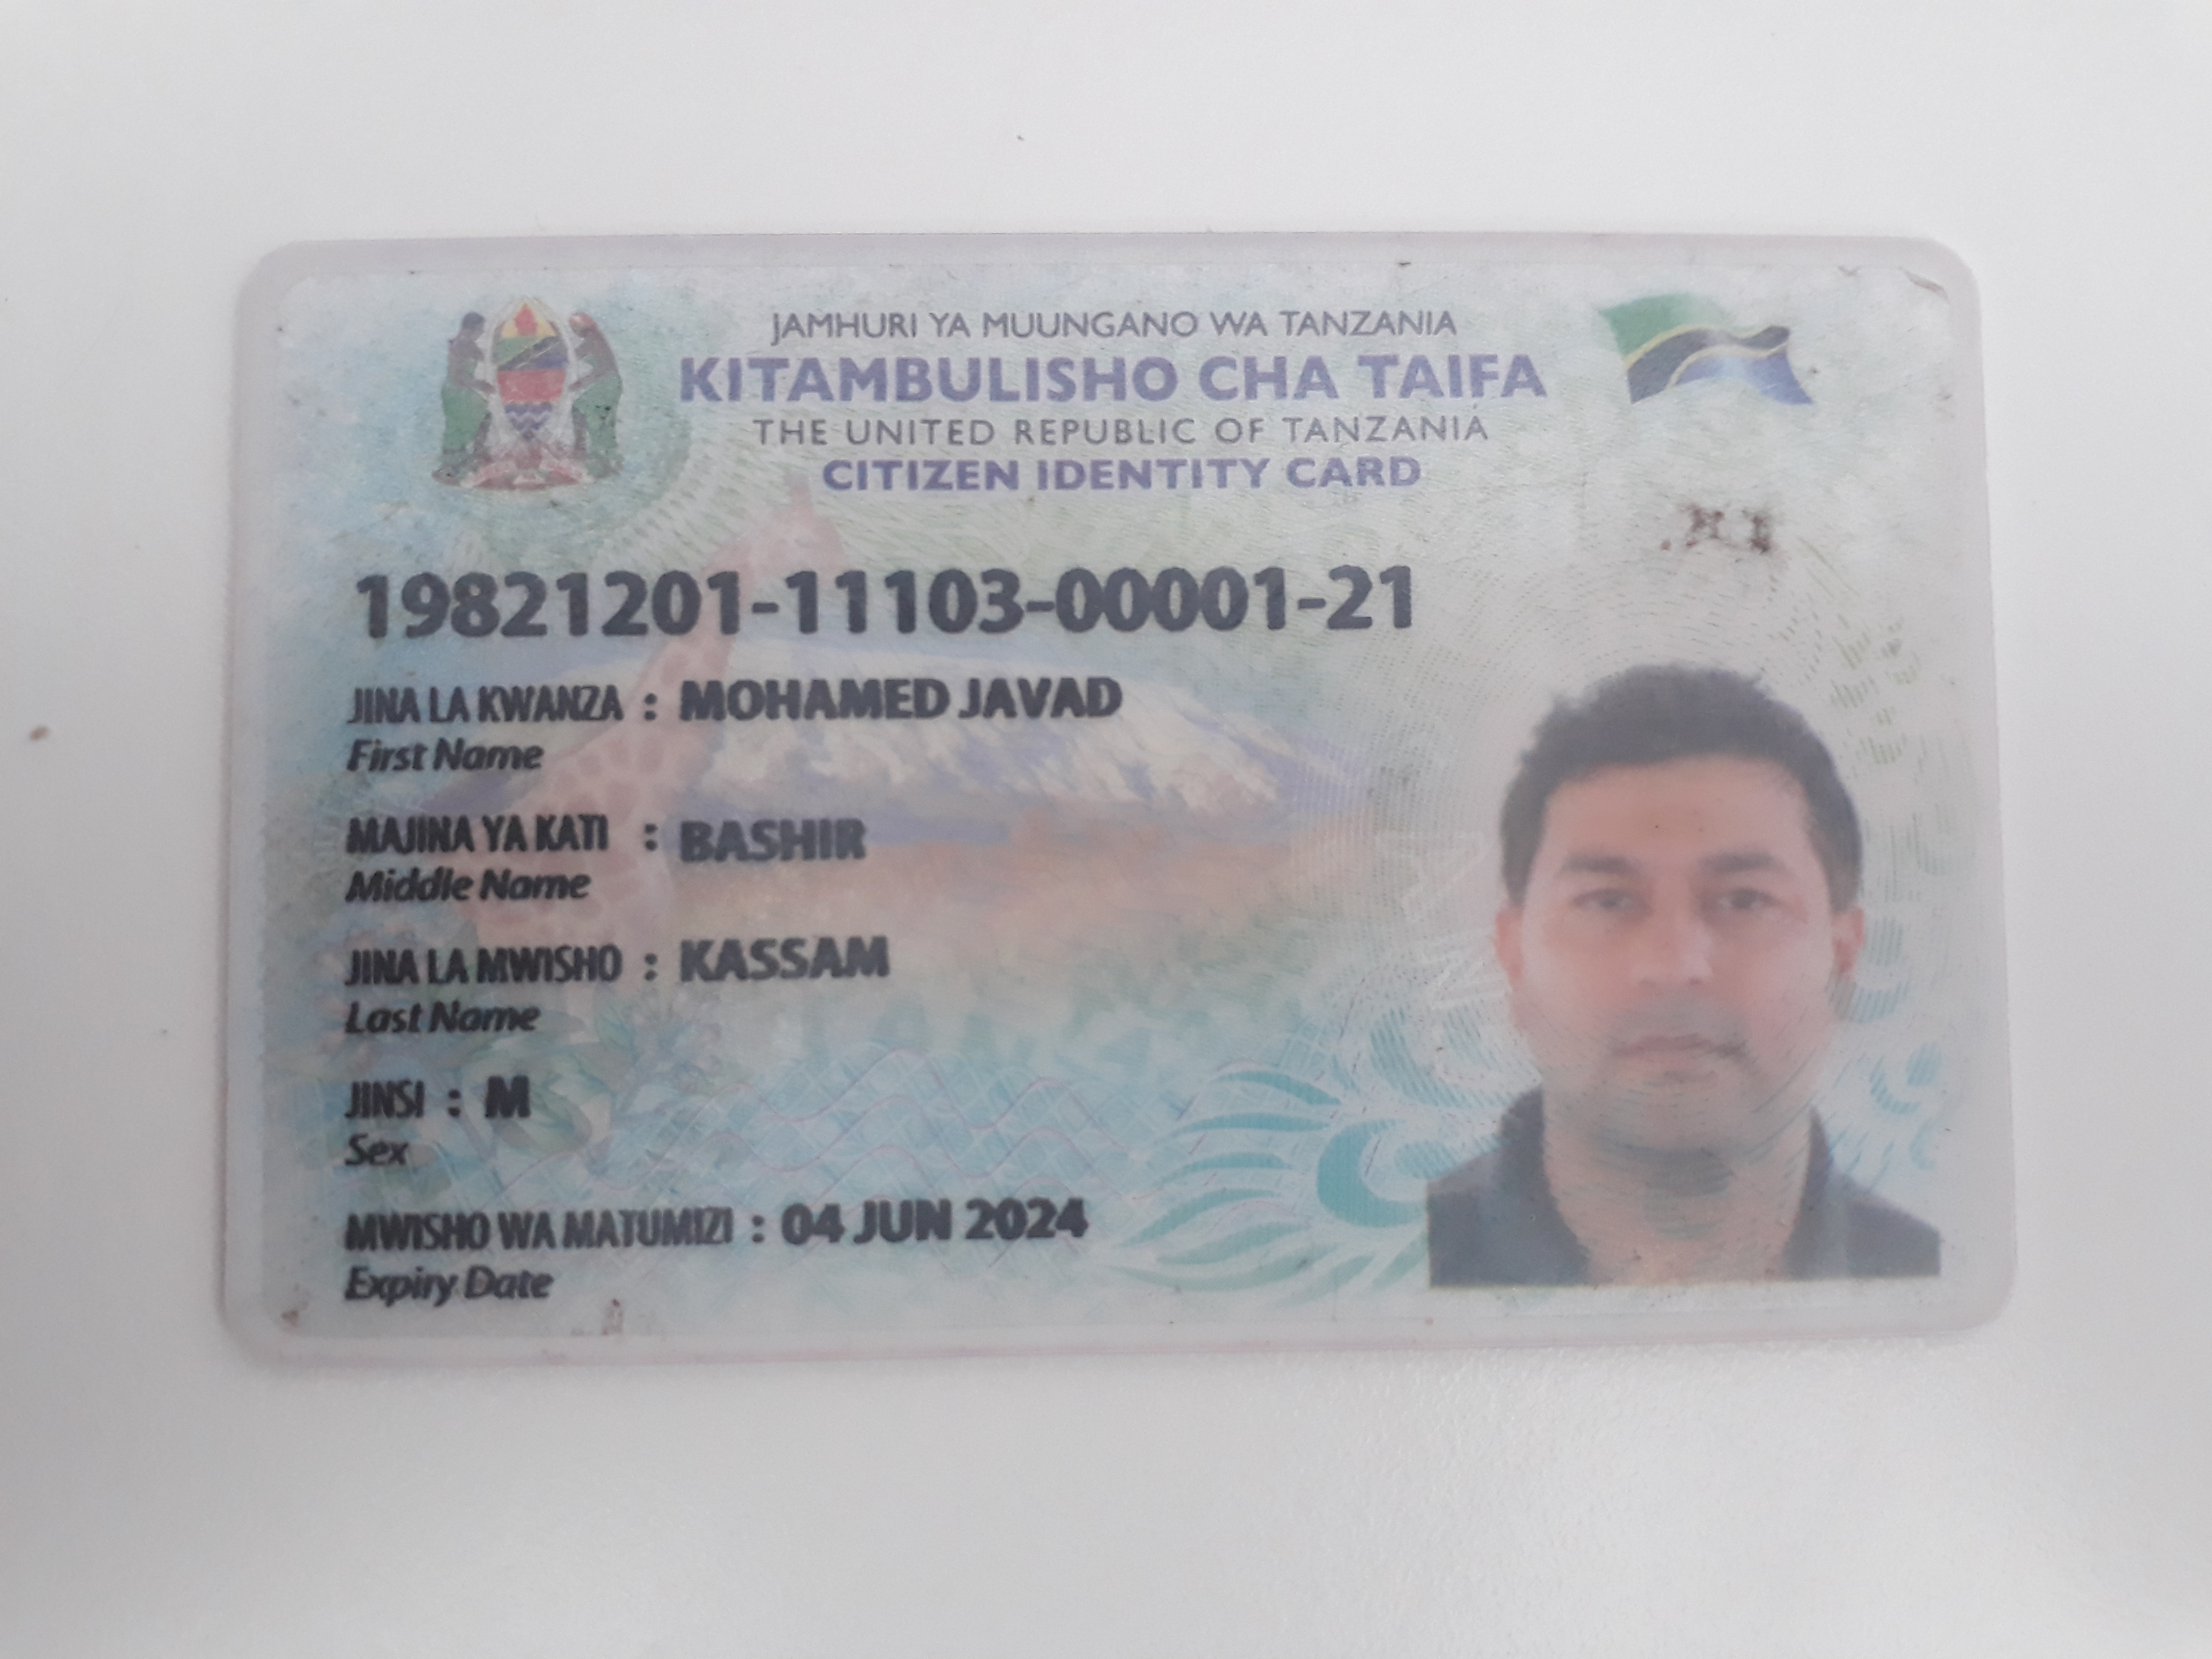 JAMHURI YA MUUNGANO WA TANZANIA
KITAMBULISHO CHA TAIFA
THE UNITED REPUBLIC OF TANZANIA
CITIZEN IDENTITY CARD
19821201-11103-00001-21
JINA LA KWANZA : MOHAMED JAVAD
First Name
MAJINA YA KATI : BASHIR
Middle Name
JINA LA MWISHO : KASSAM
Last Name
JINSI : M
Sex
MWISHO WA MATUMIZI : 04 JUN 2024
Expiry Date